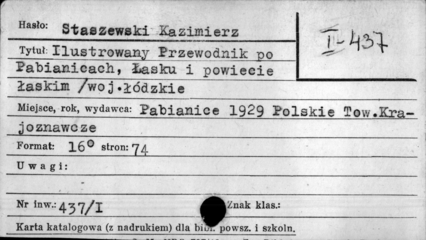 Hasło: Staszewski Kazimierz
I-437
Tytuł: Ilustrowany Przewodnik po
Pabianicach, Łasku i powiecie
łaskim /woj.łódzkie
Miejsce, rok, wydawca: Pabianice 1929 Polskie Tow.Kra-
joznawcze
Format: 16° stron: 74
Uwagi:
Nr inw.: 437/I Znak klas.:
Karta katalogowa (z nadrukiem) dla bibl. powsz. i szkoln.